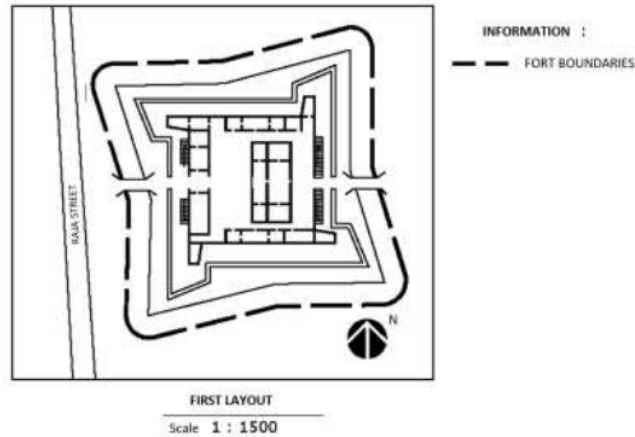 INFORMATION :
FORT BOUNDARIES
RAJA STREET
N
FIRST LAYOUT
Scale 1 : 1500